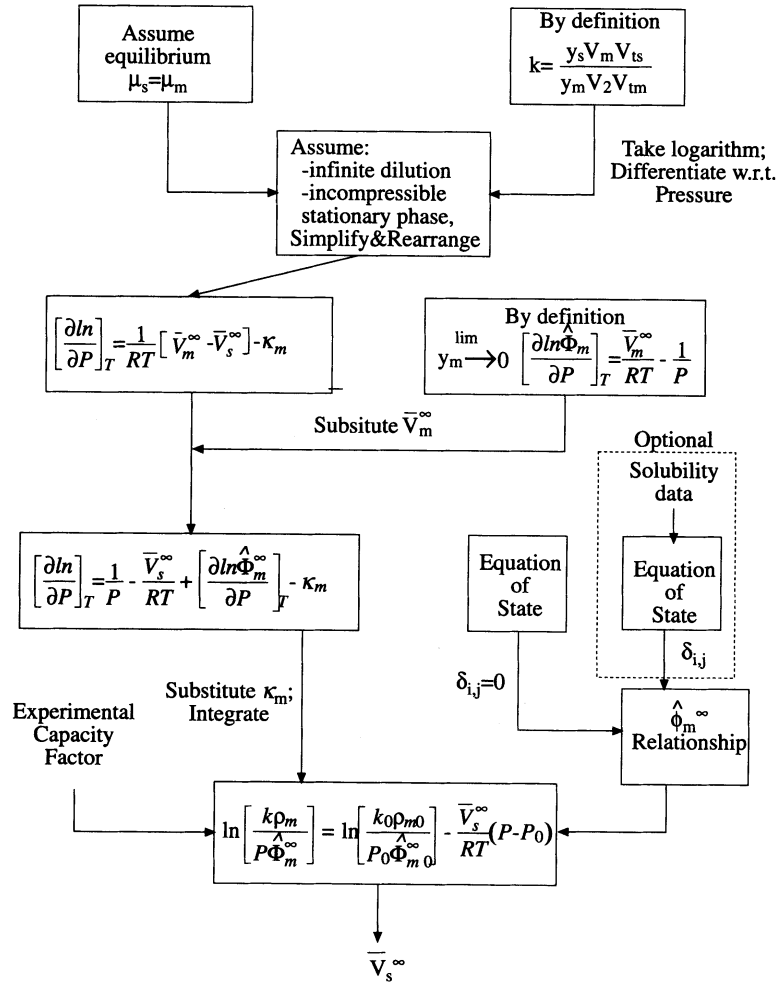 Assume
equilibrium
μs=μm
By definition
k= ysVmVts / ymV2Vtm
Take logarithm;
Differentiate w.r.t.
Pressure
Assume:
-infinite dilution
-incompressible
stationary phase,
Simplify&Rearrange
[∂ln/∂P]T = 1/RT [V̄m∞ -V̄s∞] - κm
By definition
lim ym→0 [∂lnΦ̂m/∂P]T = V̄m∞/RT - 1/P
Subsitute V̄m∞
Optional
Solubility
data
[∂ln/∂P]T = 1/P - V̄s∞/RT + [∂lnΦ̂m∞/∂P]T - κm
Equation
of
State
Equation
of
State
δi,j=0
δi,j
Substitute κm;
Integrate
Experimental
Capacity
Factor
ϕ̂m∞
Relationship
ln[kρm/PΦ̂m∞] = ln[k0ρm0/P0Φ̂m0∞] - V̄s∞/RT (P-P0)
V̄s∞